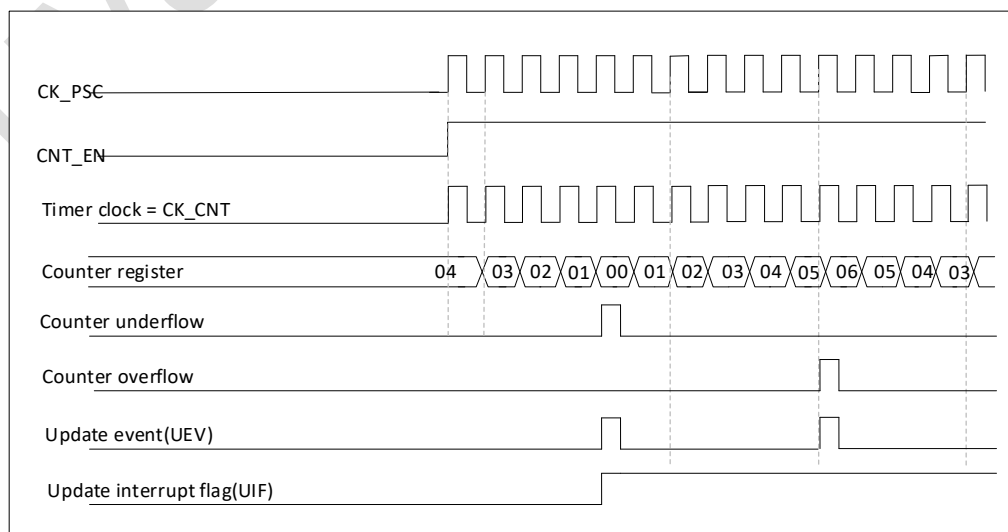 CK_PSC
CNT_EN
Timer clock = CK_CNT
Counter register 04 03 02 01 00 01 02 03 04 05 06 05 04 03
Counter underflow
Counter overflow
Update event(UEV)
Update interrupt flag(UIF)